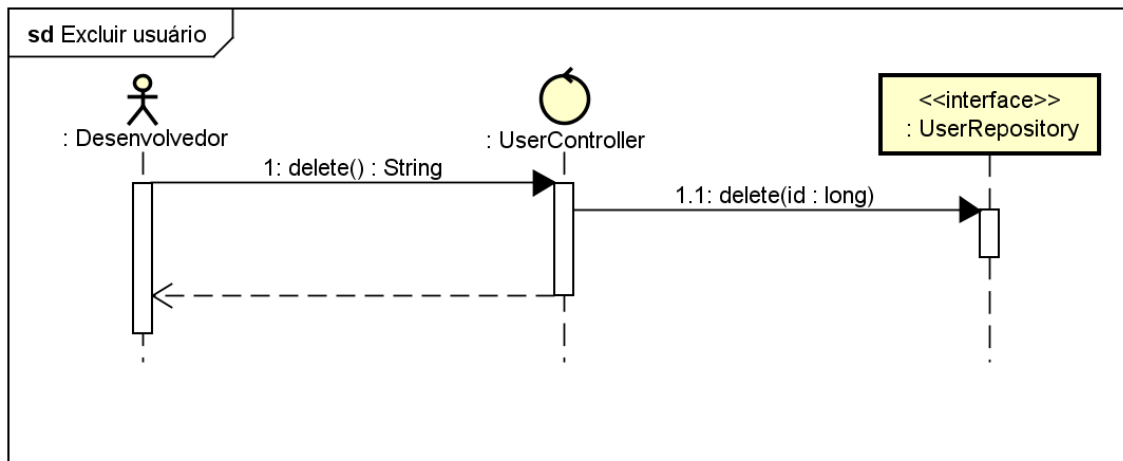 sd Excluir usuário
: Desenvolvedor
: UserController
<<interface>>
: UserRepository
1: delete() : String
1.1: delete(id : long)